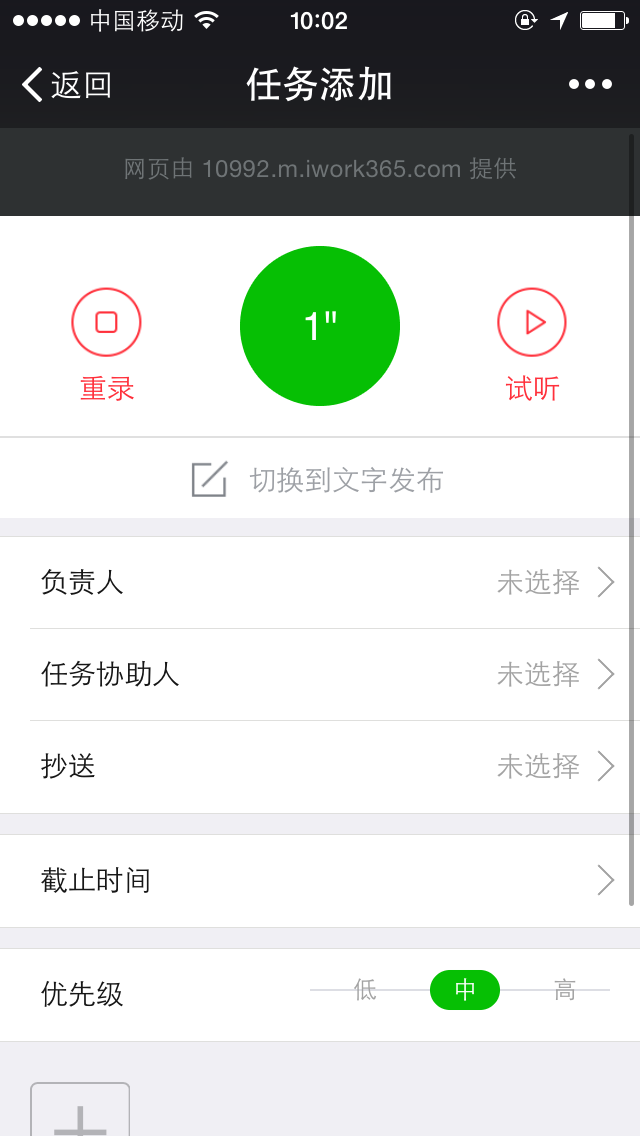 中国移动 10:02
返回 任务添加
网页由 10992.m.iwork365.com 提供
1"
重录 试听
切换到文字发布
负责人 未选择
任务协助人 未选择
抄送 未选择
截止时间
优先级 低 中 高